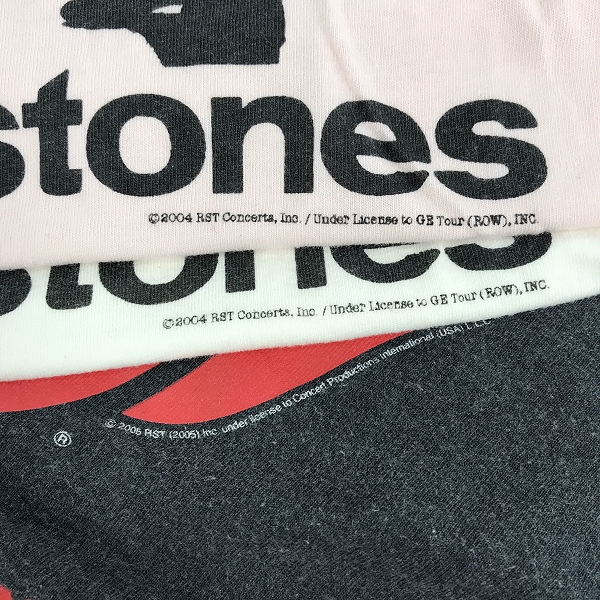 stones
©2004 RST Concerts, Inc. / Under License to GE Tour (ROW), INC.
stones
©2004 RST Concerts, Inc. / Under License to GE Tour (ROW), INC.
© 2005 RST (2005) Inc. under license to Concert Productions International (USA) L.L.C.
®